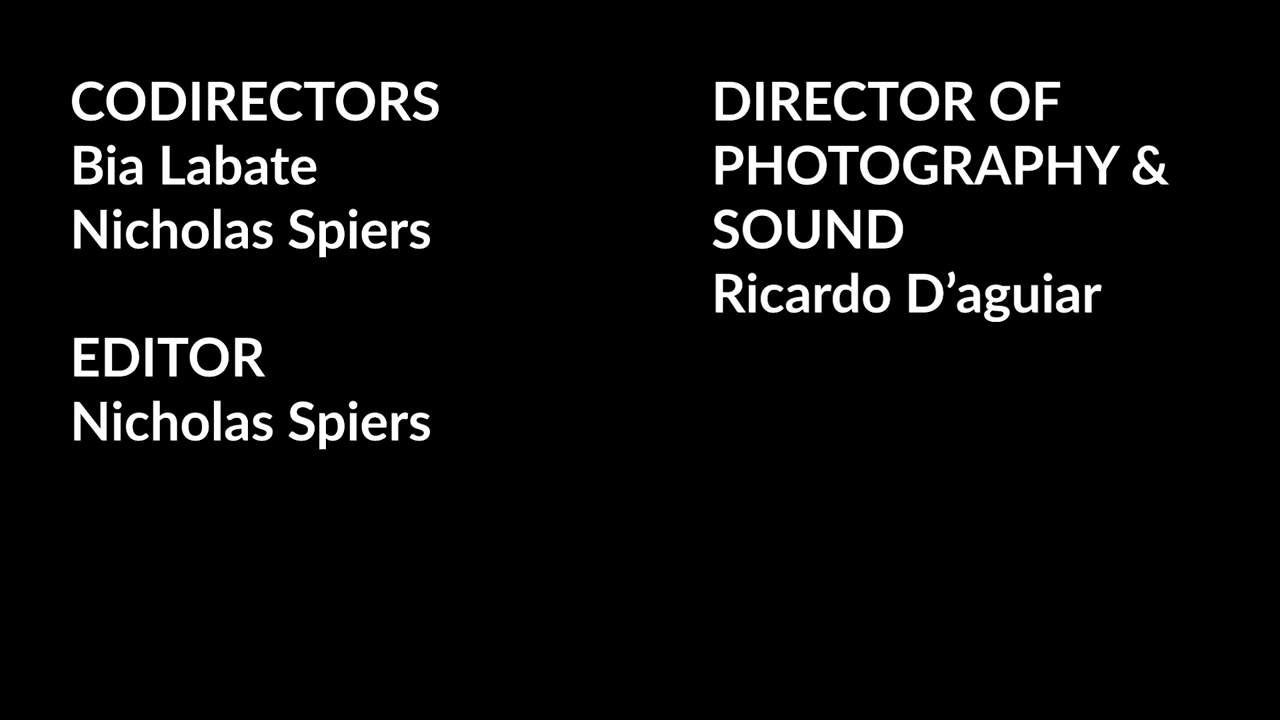 CODIRECTORS
Bia Labate
Nicholas Spiers
EDITOR
Nicholas Spiers
DIRECTOR OF
PHOTOGRAPHY &
SOUND
Ricardo D’aguiar